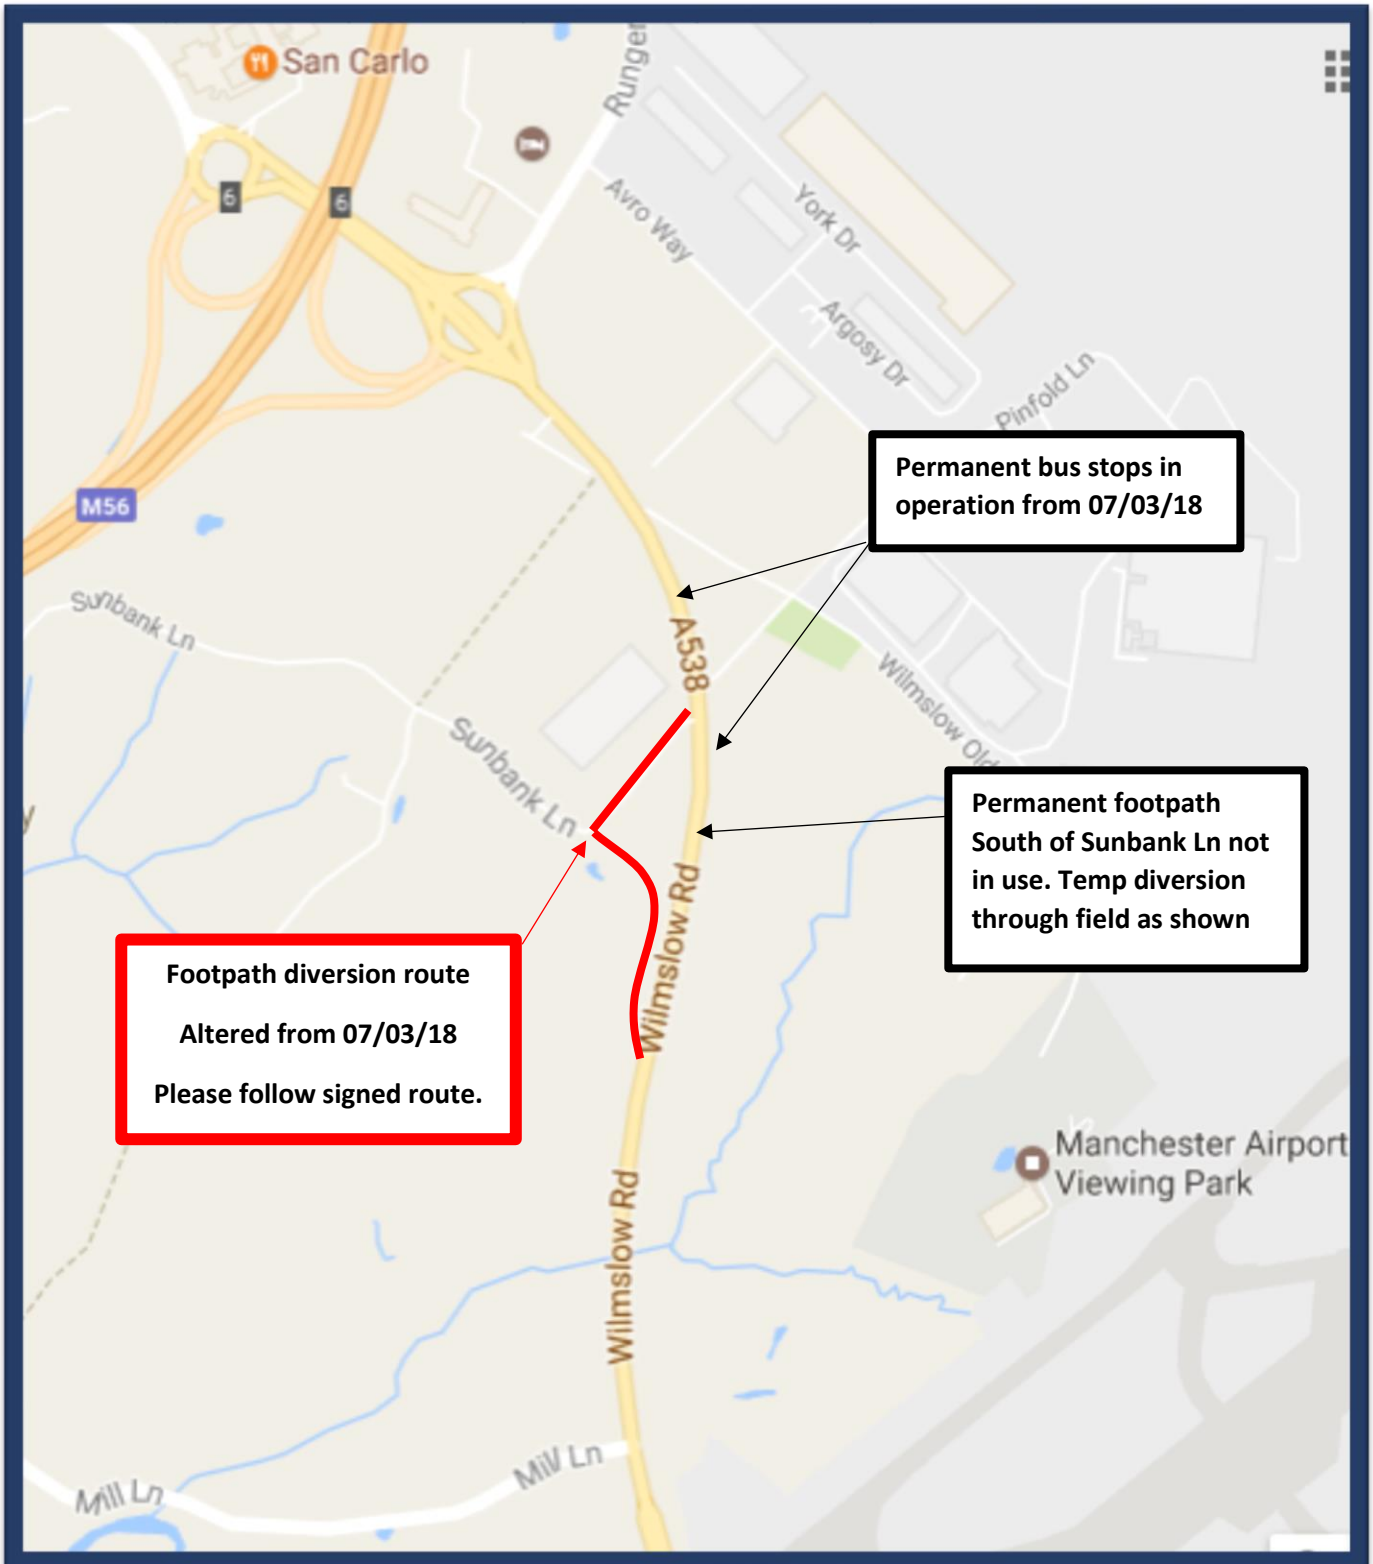 San Carlo
Runger
6
6
Avro Way
York Dr
Argosy Dr
Pinfold Ln
M56
Permanent bus stops in
operation from 07/03/18
Sunbank Ln
A538
Wilmslow Old
Sunbank Ln
Permanent footpath
South of Sunbank Ln not
in use. Temp diversion
through field as shown
y
Wilmslow Rd
Footpath diversion route
Altered from 07/03/18
Please follow signed route.
Manchester Airport
Viewing Park
Wilmslow Rd
Mill Ln
Mill Ln